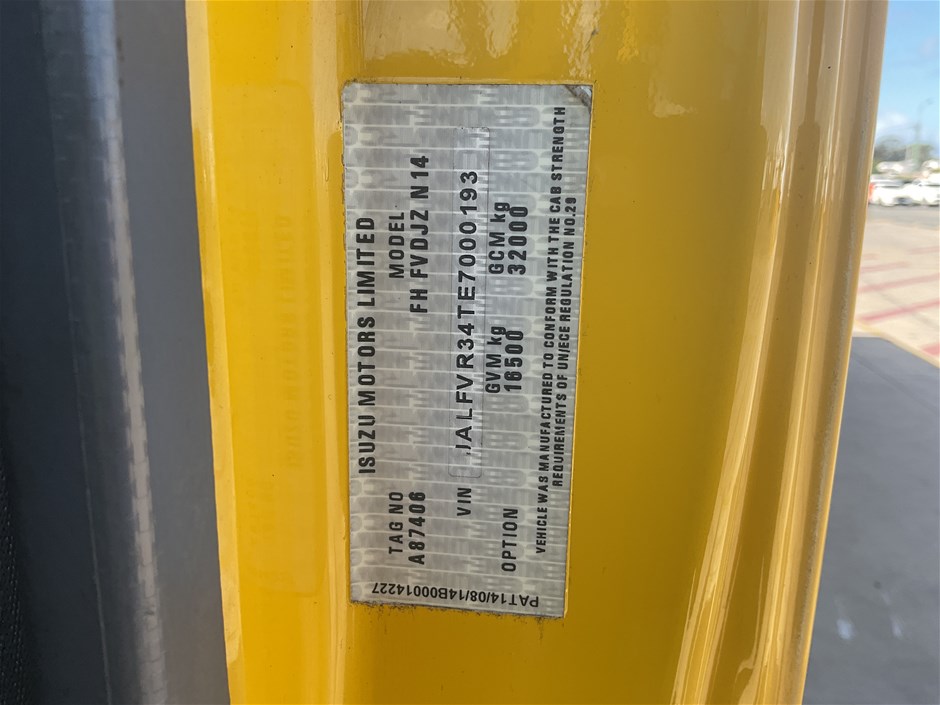 ISUZU MOTORS LIMITED
TAG NO MODEL
A87406 FH FVDJZ N14
VIN JALFVR34TE7000193
GVM kg GCM kg
OPTION 16500 32000
VEHICLE WAS MANUFACTURED TO CONFORM WITH THE CAB STRENGTH
REQUIREMENTS OF UN/ECE REGULATION NO.29
PAT14/08/14B00014227